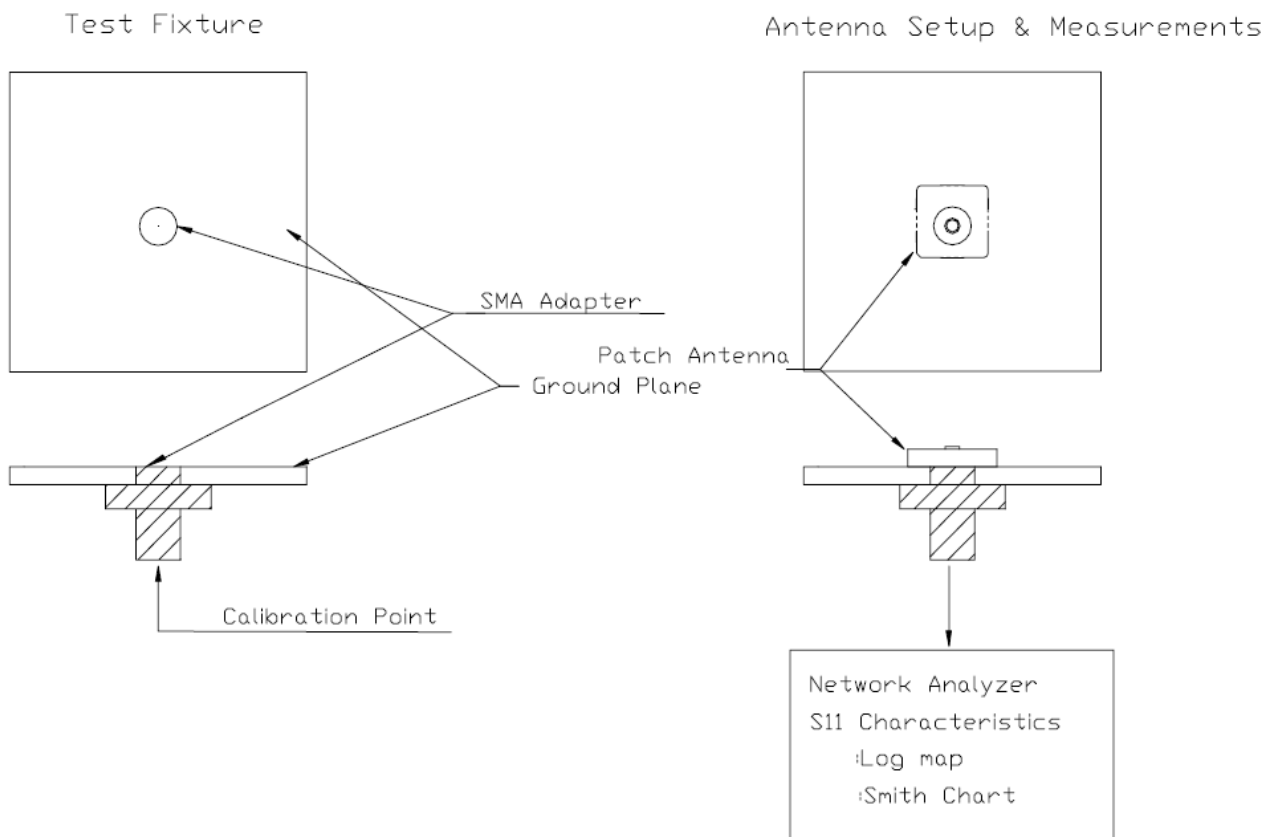 Test Fixture
Antenna Setup & Measurements
SMA Adapter
Patch Antenna
Ground Plane
Calibration Point
Network Analyzer
S11 Characteristics
:Log map
:Smith Chart